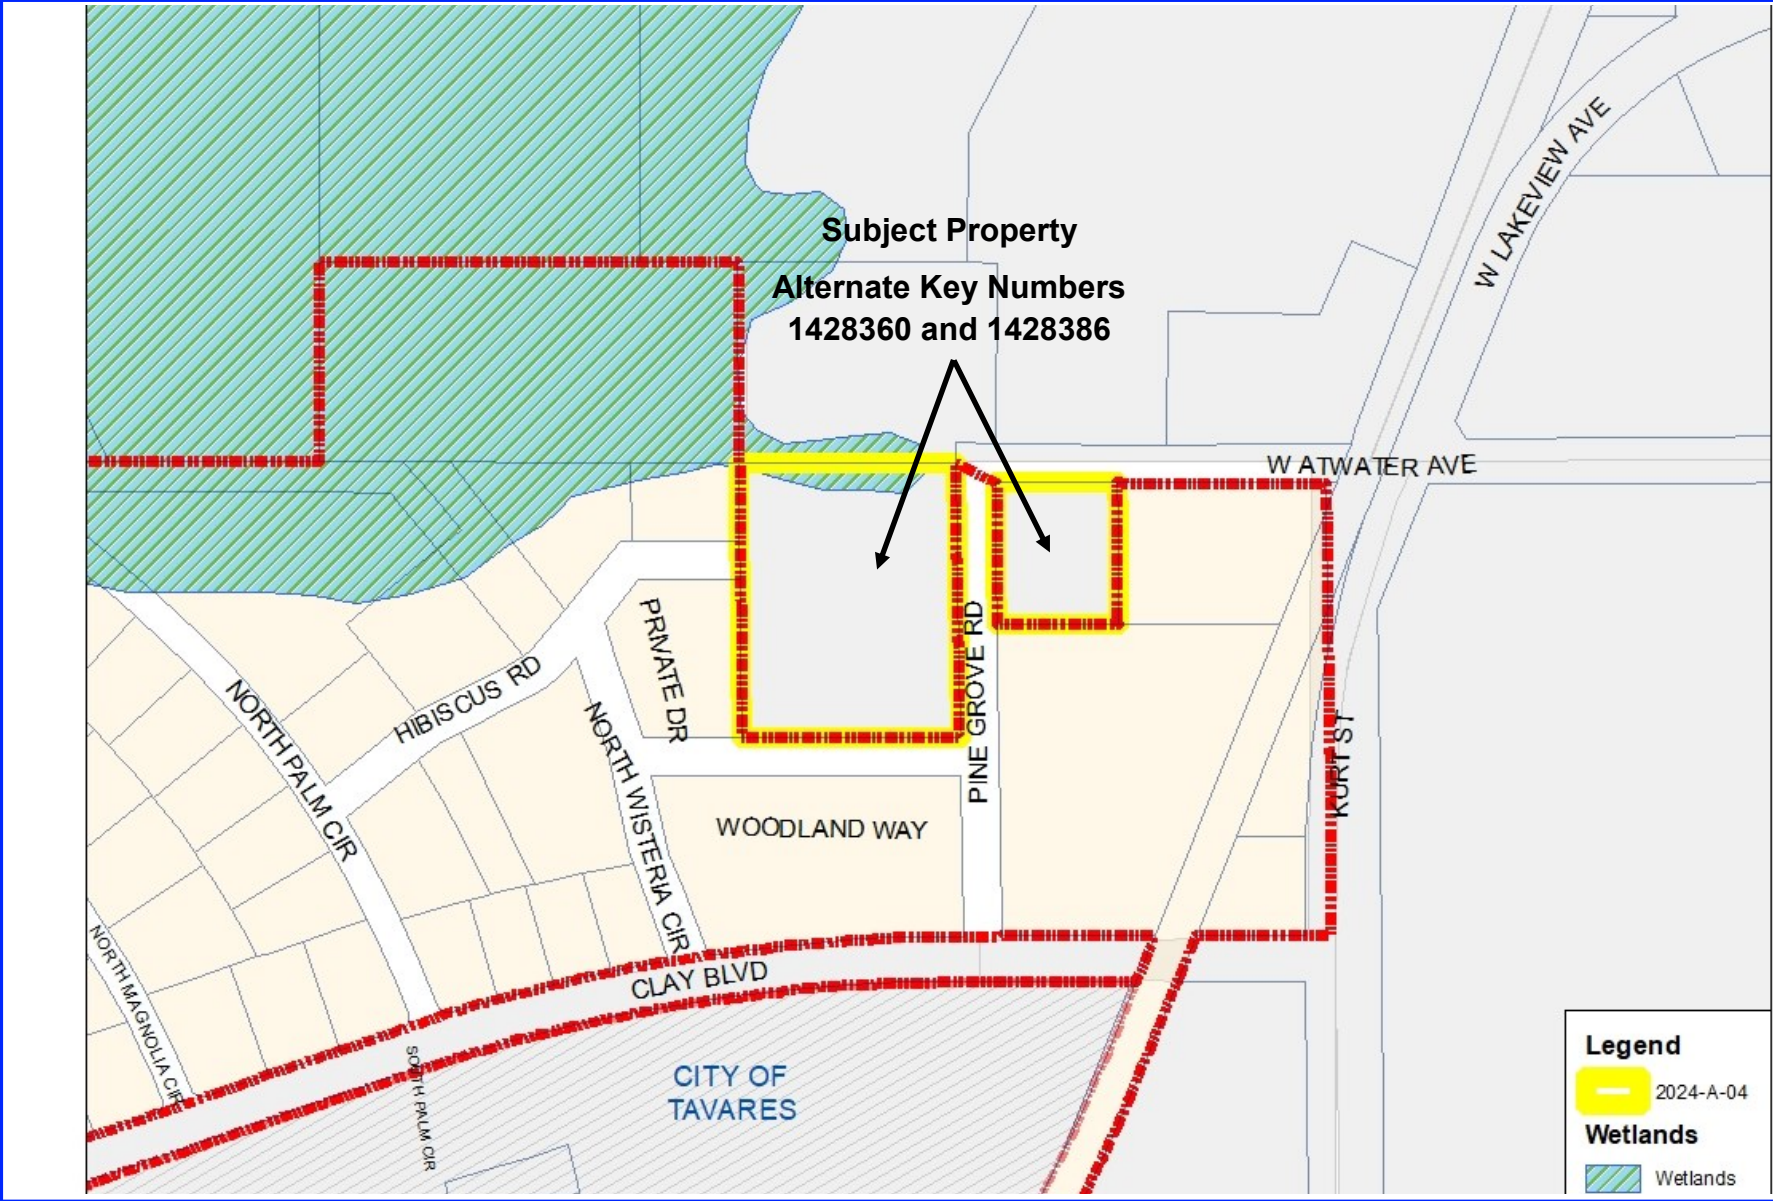 W LAKEVIEW AVE
Subject Property
Alternate Key Numbers
1428360 and 1428386
W ATWATER AVE
PRIVATE DR
PINE GROVE RD
HIBISCUS RD
NORTH PALM CIR
NORTH WISTERIA CIR
KURT ST
WOODLAND WAY
NORTH MAGNOLIA CIR
CLAY BLVD
SOUTH PALM CIR
CITY OF
TAVARES
Legend
2024-A-04
Wetlands
Wetlands